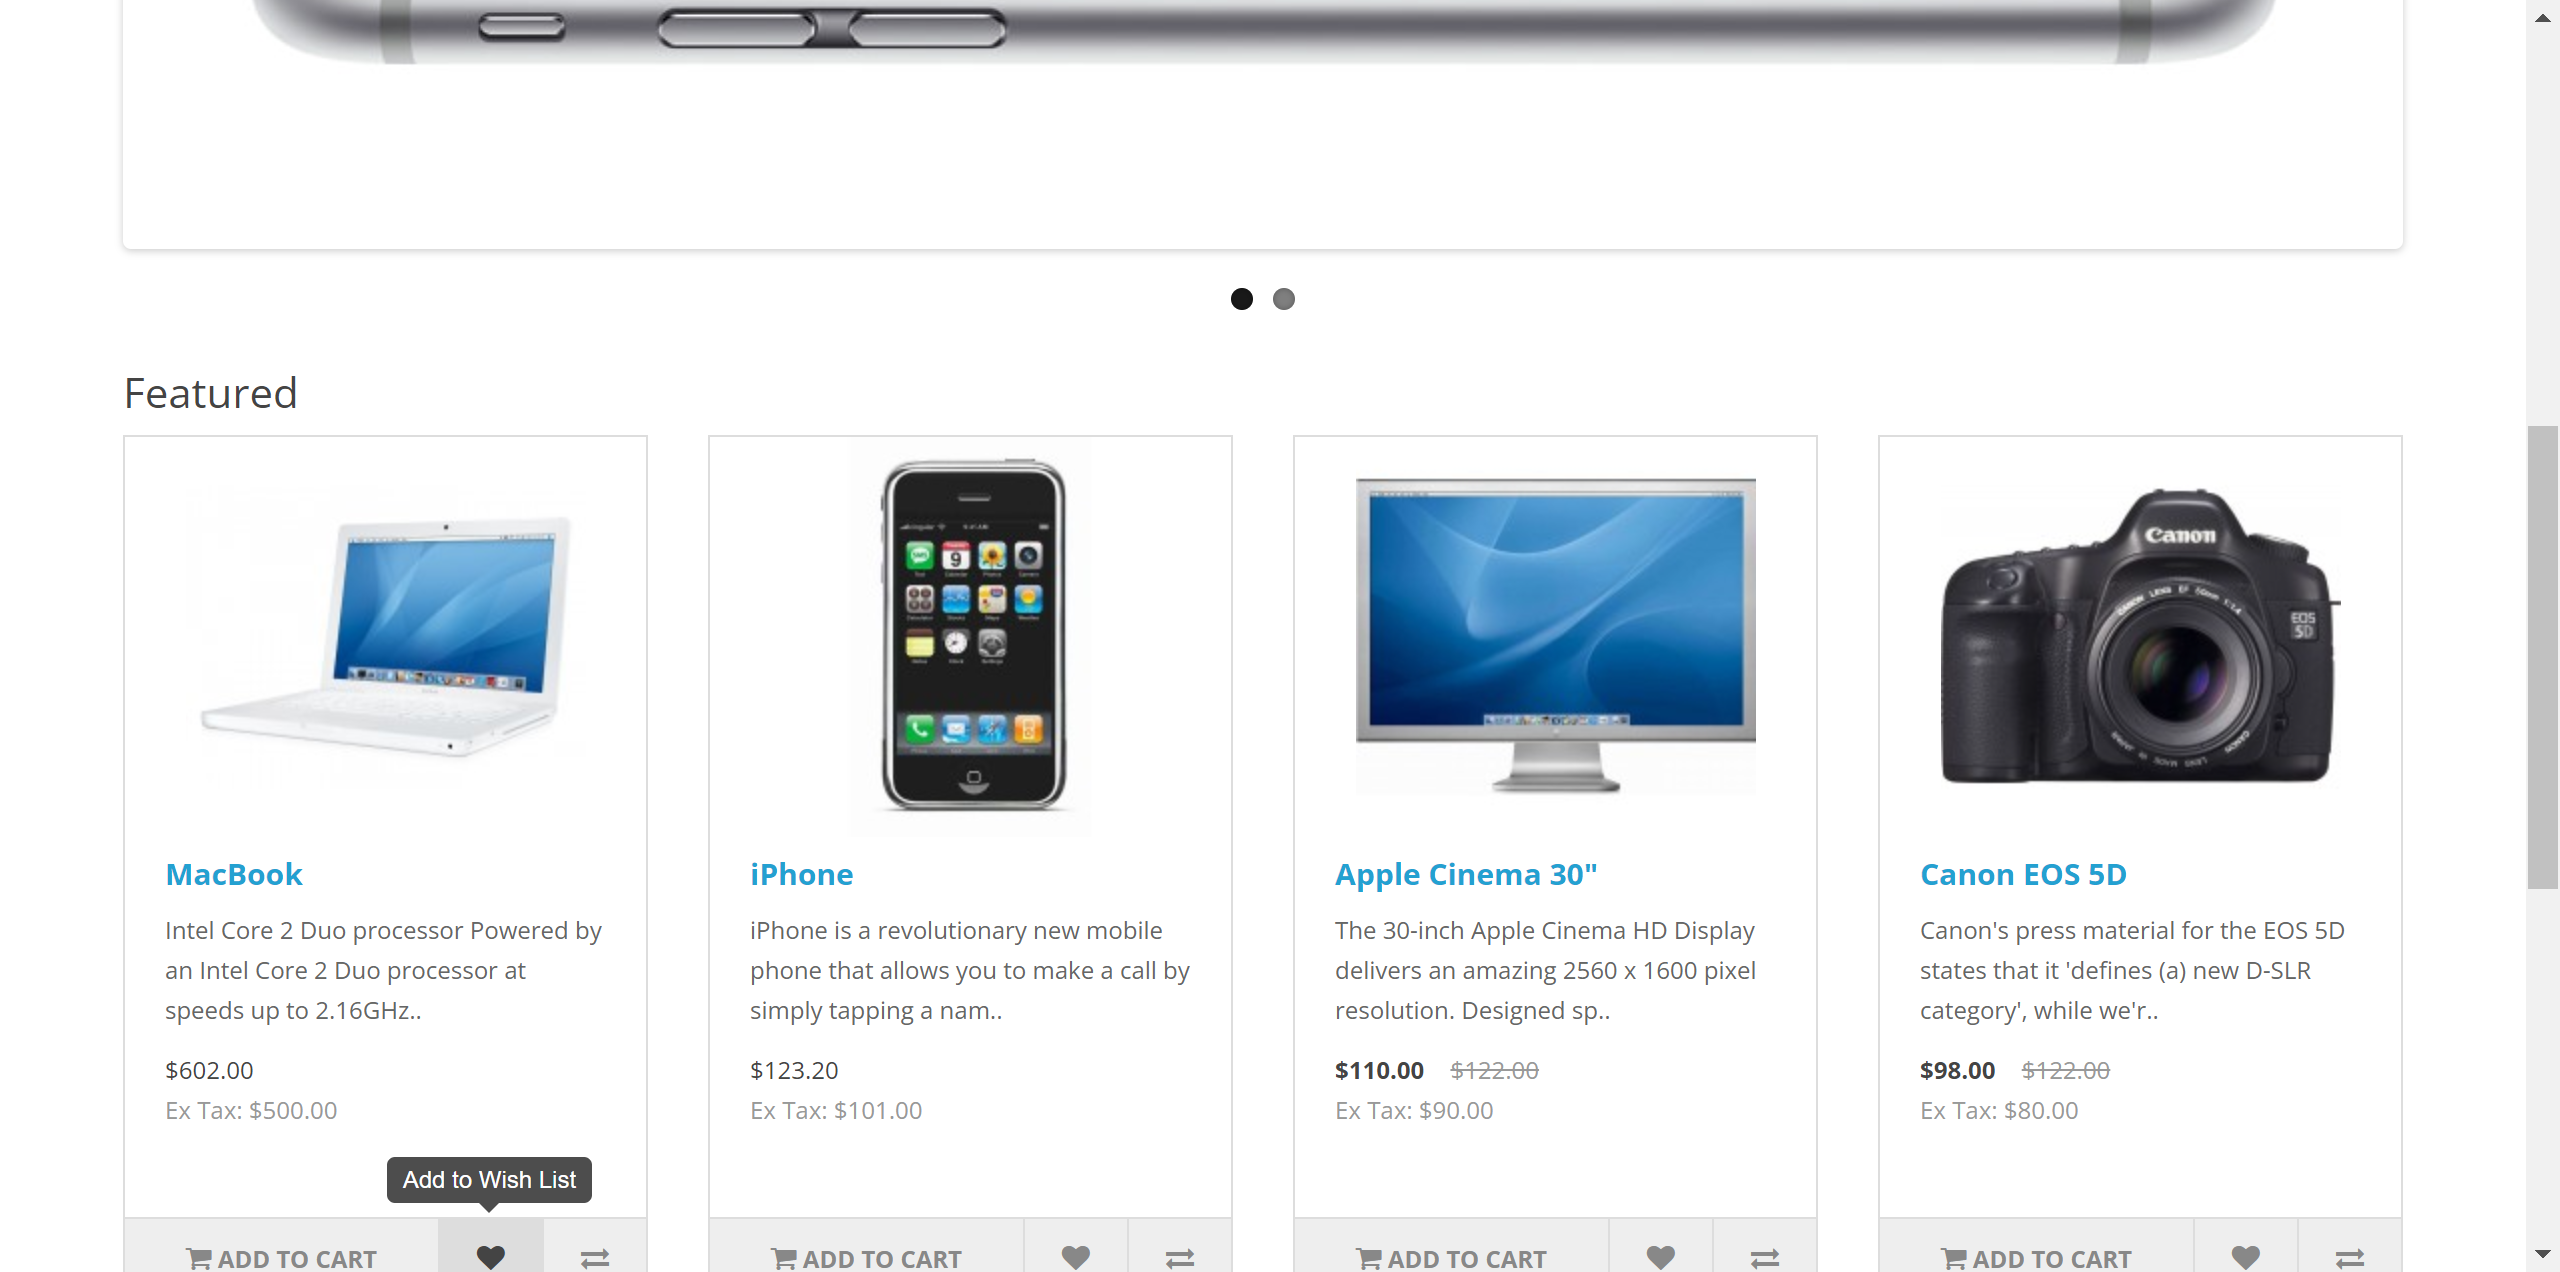 Featured
Canon
EOS
5D
MacBook
Intel Core 2 Duo processor Powered by
an Intel Core 2 Duo processor at
speeds up to 2.16GHz..
$602.00
Ex Tax: $500.00
Add to Wish List
ADD TO CART
iPhone
iPhone is a revolutionary new mobile
phone that allows you to make a call by
simply tapping a nam..
$123.20
Ex Tax: $101.00
ADD TO CART
Apple Cinema 30"
The 30-inch Apple Cinema HD Display
delivers an amazing 2560 x 1600 pixel
resolution. Designed sp..
$110.00 $122.00
Ex Tax: $90.00
ADD TO CART
Canon EOS 5D
Canon's press material for the EOS 5D
states that it 'defines (a) new D-SLR
category', while we'r..
$98.00 $122.00
Ex Tax: $80.00
ADD TO CART